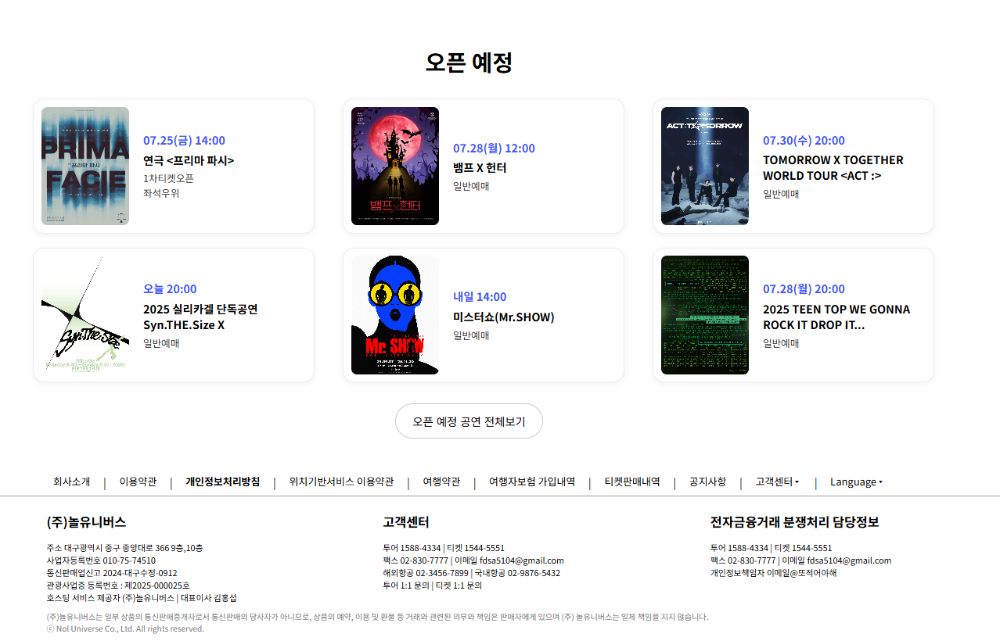 오픈 예정
PRIMA
프리마 파시
FACIE
07.25(금) 14:00
연극 <프리마 파시>
1차티켓오픈
좌석우위
뱀프X헌터
07.28(월) 12:00
뱀프 X 헌터
일반예매
ACT:TOMORROW
07.30(수) 20:00
TOMORROW X TOGETHER
WORLD TOUR <ACT :>
일반예매
Syn.THE.Size
오늘 20:00
2025 실리카겔 단독공연
Syn.THE.Size X
일반예매
Mr. SHOW
내일 14:00
미스터쇼(Mr.SHOW)
일반예매
07.28(월) 20:00
2025 TEEN TOP WE GONNA
ROCK IT DROP IT...
일반예매
오픈 예정 공연 전체보기
회사소개 | 이용약관 | 개인정보처리방침 | 위치기반서비스 이용약관 | 여행약관 | 여행자보험 가입내역 | 티켓판매내역 | 공지사항 | 고객센터 | Language
(주)놀유니버스
주소 대구광역시 중구 중앙대로 366 9층,10층
사업자등록번호 010-75-74510
통신판매업신고 2024-대구수정-0912
관광사업증 등록번호 : 제2025-000025호
호스팅 서비스 제공자 (주)놀유니버스 | 대표이사 김홍섭
고객센터
투어 1588-4334 | 티켓 1544-5551
팩스 02-830-7777 | 이메일 fdsa5104@gmail.com
해외항공 02-3456-7899 | 국내항공 02-9876-5432
투어 1:1 문의 | 티켓 1:1 문의
전자금융거래 분쟁처리 담당정보
투어 1588-4334 | 티켓 1544-5551
팩스 02-830-7777 | 이메일 fdsa5104@gmail.com
개인정보책임자 이메일@또적어야해
(주)놀유니버스는 일부 상품의 통신판매중개자로서 통신판매의 당사자가 아니므로, 상품의 예약, 이용 및 환불 등 거래와 관련된 의무와 책임은 판매자에게 있으며 (주) 놀유니버스는 일체 책임을 지지 않습니다.
ⓒ Nol Universe Co., Ltd. All rights reserved.